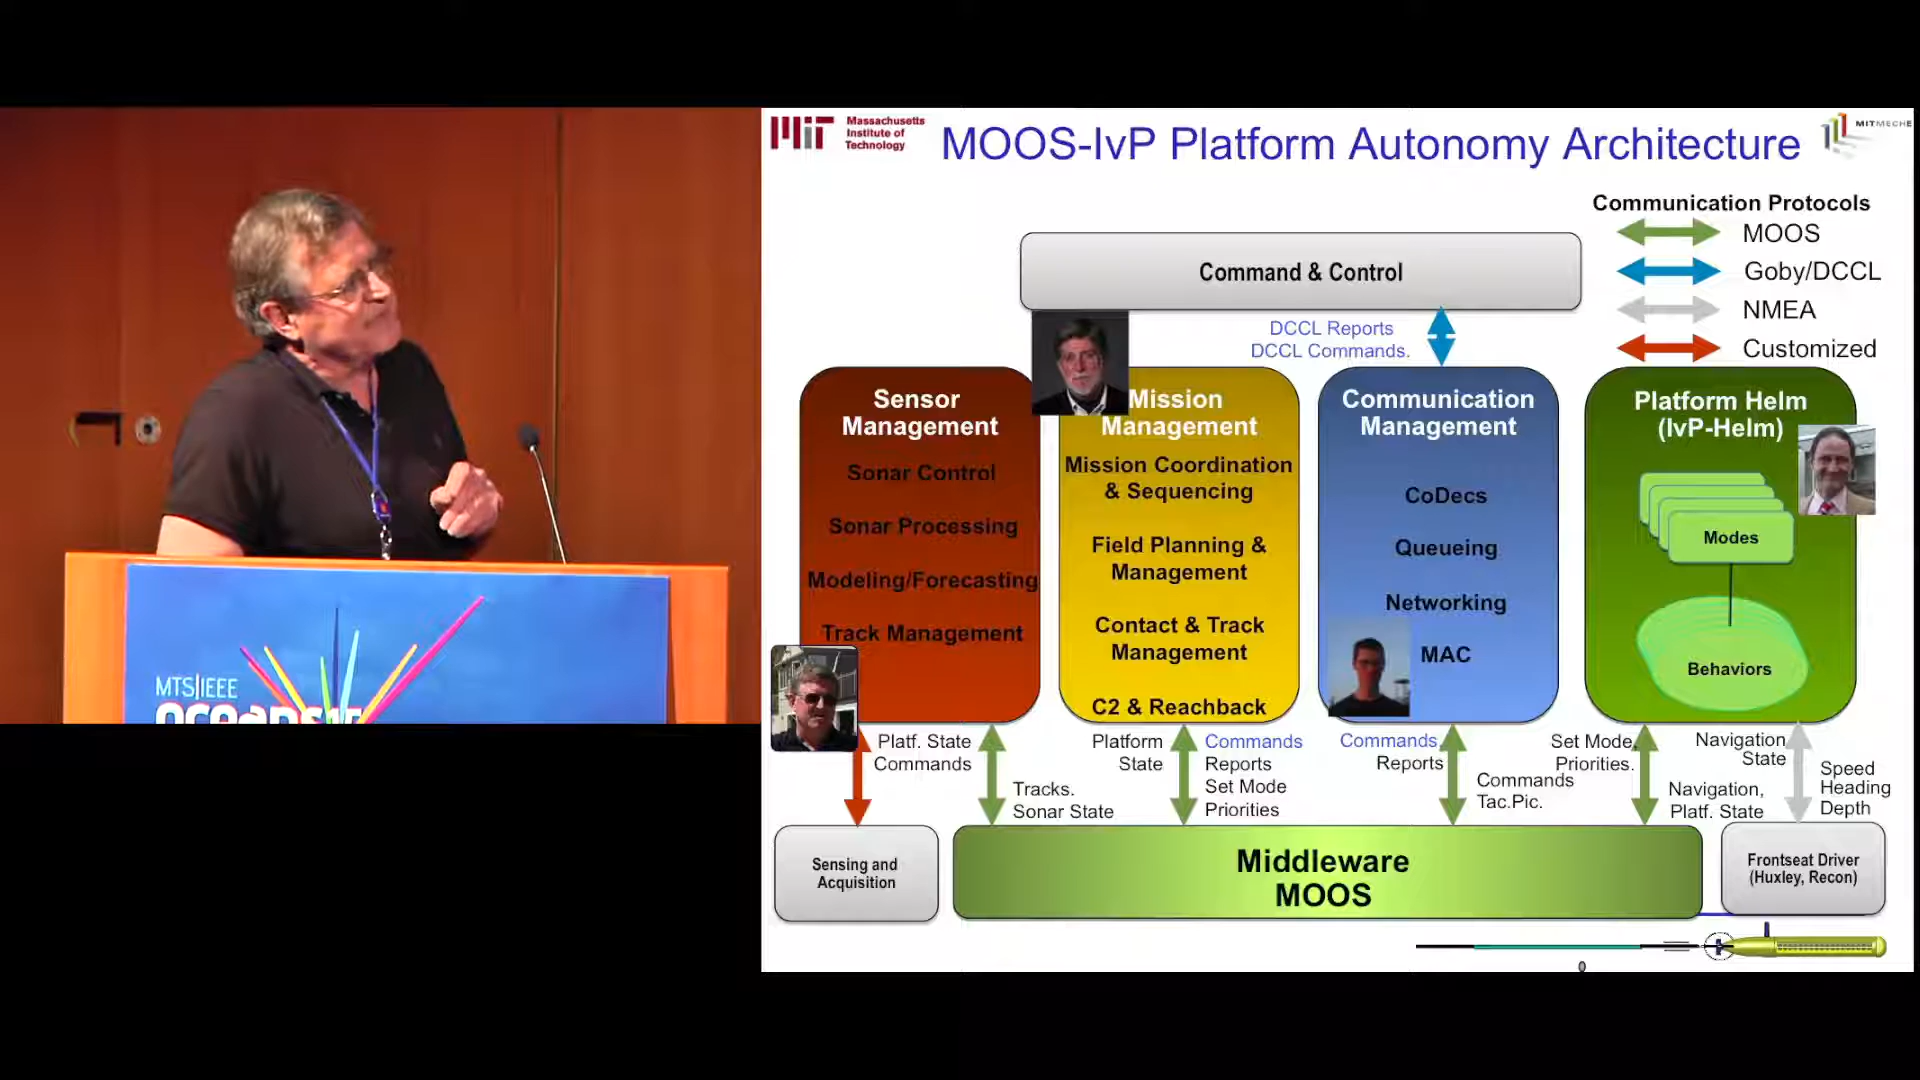 MIT
Massachusetts
Institute of
Technology
MOOS-IvP Platform Autonomy Architecture
MITMECHE
Communication Protocols
MOOS
Goby/DCCL
NMEA
Customized
Command & Control
DCCL Reports
DCCL Commands.
Sensor
Management
Sonar Control
Sonar Processing
Modeling/Forecasting
Track Management
Mission
Management
Mission Coordination
& Sequencing
Field Planning &
Management
Contact & Track
Management
C2 & Reachback
Communication
Management
CoDecs
Queueing
Networking
MAC
Platform Helm
(IvP-Helm)
Modes
Behaviors
Platf. State
Commands
Tracks.
Sonar State
Platform
State
Commands
Reports
Set Mode
Priorities
Commands
Reports
Commands
Tac.Pic.
Set Mode,
Priorities.
Navigation,
Platf. State
Navigation
State
Speed
Heading
Depth
Sensing and
Acquisition
Middleware
MOOS
Frontseat Driver
(Huxley, Recon)
0
MTS|IEEE